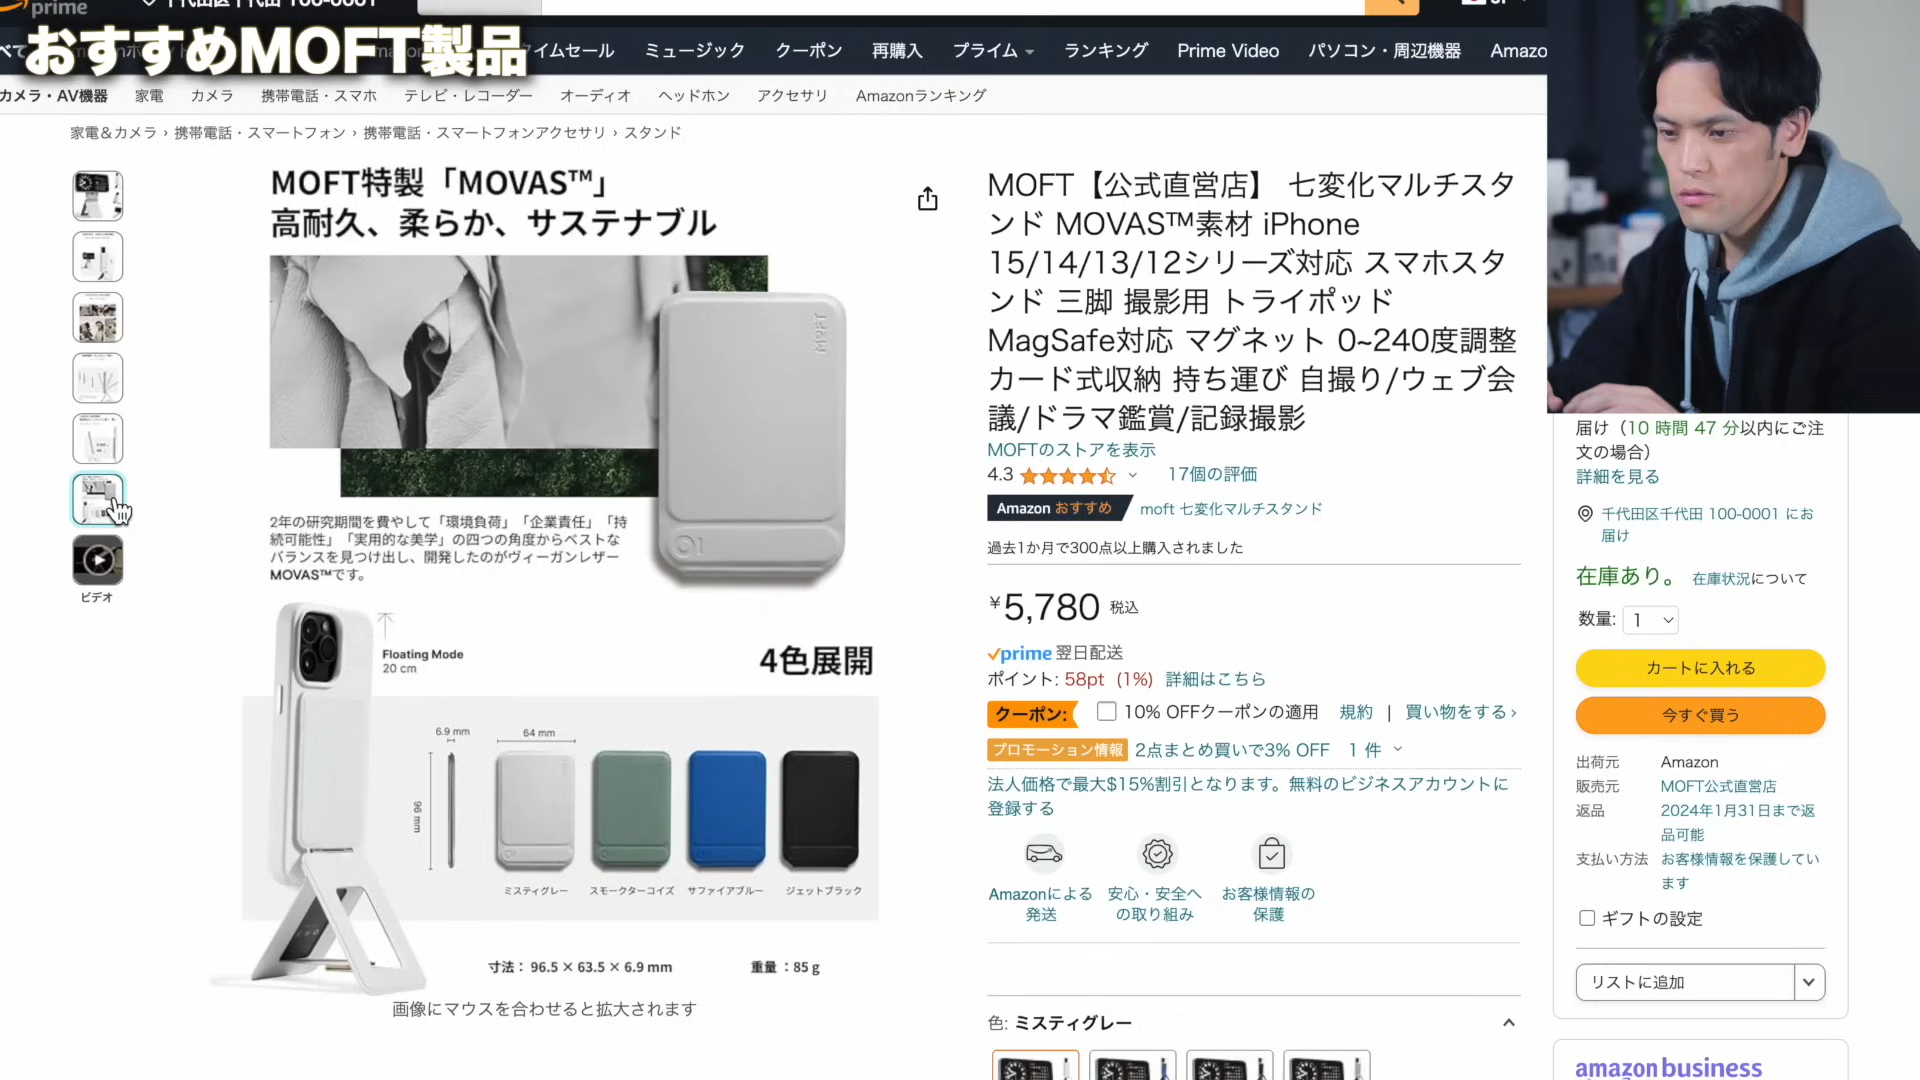 prime
千代田区千代田 100-0001
JP
おすすめMOFT製品
タイムセール ミュージック クーポン 再購入 プライム ランキング Prime Video パソコン・周辺機器 Amazo
カメラ・AV機器 家電 カメラ 携帯電話・スマホ テレビ・レコーダー オーディオ ヘッドホン アクセサリ Amazonランキング
家電＆カメラ › 携帯電話・スマートフォン › 携帯電話・スマートフォンアクセサリ › スタンド
MOFT特製「MOVAS™」
高耐久、柔らか、サステナブル
MOFT
01
2年の研究期間を費やして「環境負荷」「企業責任」「持
続可能性」「実用的な美学」の四つの角度からベストな
バランスを見つけ出し、開発したのがヴィーガンレザー
MOVAS™です。
ビデオ
Floating Mode
20 cm
4色展開
6.9 mm
64 mm
96 mm
ミスティグレー スモークターコイズ サファイアブルー ジェットブラック
寸法： 96.5 × 63.5 × 6.9 mm
重量 ：85 g
画像にマウスを合わせると拡大されます
MOFT【公式直営店】 七変化マルチスタ
ンド MOVAS™素材 iPhone
15/14/13/12シリーズ対応 スマホスタ
ンド 三脚 撮影用 トライポッド
MagSafe対応 マグネット 0~240度調整
カード式収納 持ち運び 自撮り/ウェブ会
議/ドラマ鑑賞/記録撮影
MOFTのストアを表示
4.3 17個の評価
Amazon おすすめ moft 七変化マルチスタンド
過去1か月で300点以上購入されました
¥5,780 税込
prime 翌日配送
ポイント: 58pt (1%) 詳細はこちら
クーポン: 10% OFFクーポンの適用 規約 | 買い物をする ›
プロモーション情報 2点まとめ買いで3% OFF 1 件
法人価格で最大$15%割引となります。無料のビジネスアカウントに
登録する
Amazonによる
発送
安心・安全へ
の取り組み
お客様情報の
保護
色: ミスティグレー
届け（10 時間 47 分以内にご注
文の場合）
詳細を見る
千代田区千代田 100-0001 にお
届け
在庫あり。 在庫状況について
数量: 1
カートに入れる
今すぐ買う
出荷元 Amazon
販売元 MOFT公式直営店
返品 2024年1月31日まで返
品可能
支払い方法 お客様情報を保護してい
ます
ギフトの設定
リストに追加
amazon business